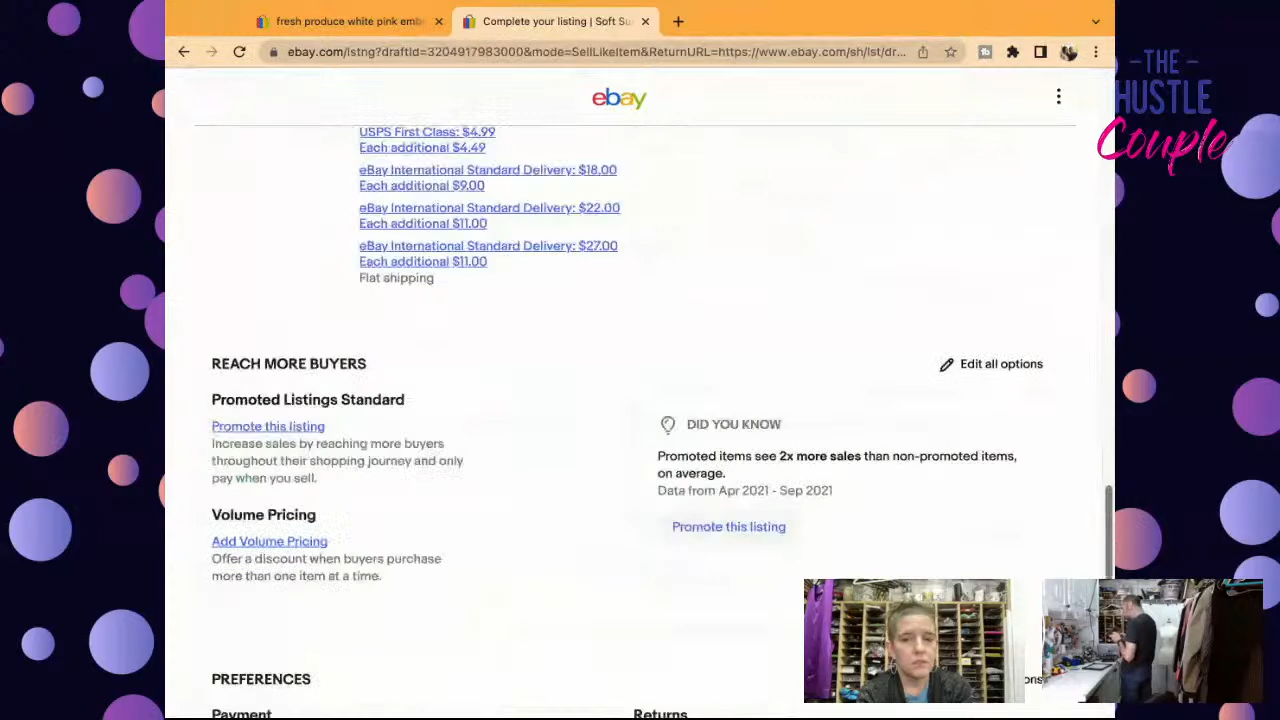 fresh produce white pink emb
Complete your listing | Soft Su
ebay.com/lstng?draftId=3204917983000&mode=SellLikeItem&ReturnURL=https://www.ebay.com/sh/lst/dr...
-THE-
HUSTLE
Couple
ebay
USPS First Class: $4.99
Each additional $4.49
eBay International Standard Delivery: $18.00
Each additional $9.00
eBay International Standard Delivery: $22.00
Each additional $11.00
eBay International Standard Delivery: $27.00
Each additional $11.00
Flat shipping
REACH MORE BUYERS
Edit all options
Promoted Listings Standard
Promote this listing
Increase sales by reaching more buyers
throughout their shopping journey and only
pay when you sell.
DID YOU KNOW
Promoted items see 2x more sales than non-promoted items,
on average.
Data from Apr 2021 - Sep 2021
Promote this listing
Volume Pricing
Add Volume Pricing
Offer a discount when buyers purchase
more than one item at a time.
PREFERENCES
ons
Payment
Returns